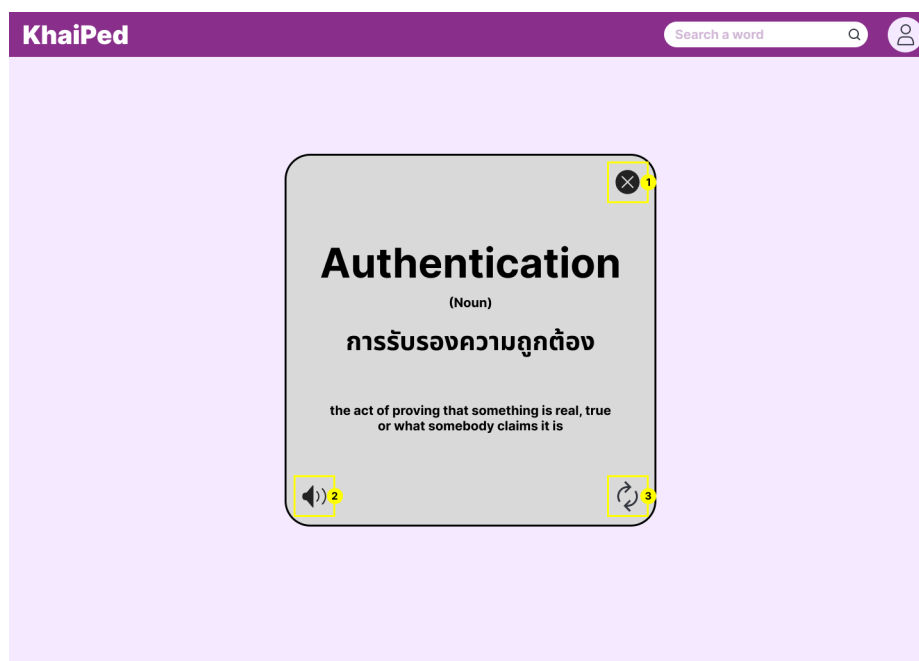 KhaiPed
Search a word
1
Authentication
(Noun)
การรับรองความถูกต้อง
the act of proving that something is real, true
or what somebody claims it is
2
3